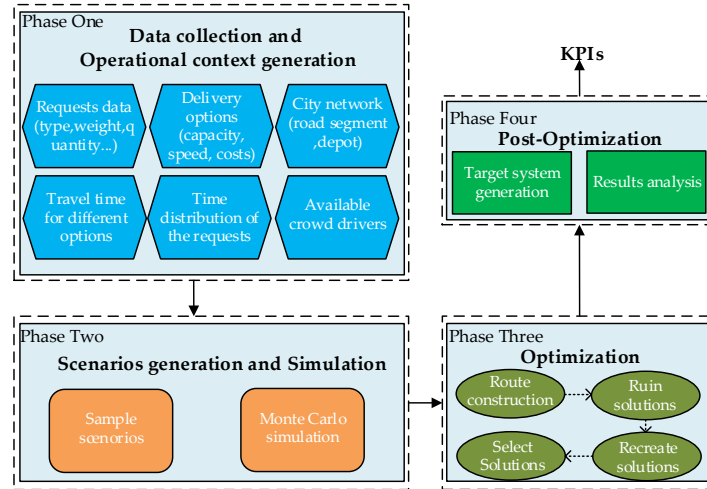 Phase One
Data collection and
Operational context generation
Requests data
(type,weight,q
uantity...)
Delivery
options
(capacity,
speed, costs)
City network
(road segment
,depot)
Travel time
for different
options
Time
distribution of
the requests
Available
crowd drivers
Phase Two
Scenarios generation and Simulation
Sample
scenorios
Monte Carlo
simulation
Phase Three
Optimization
Route
construction
Ruin
solutions
Select
Solutions
Recreate
solutions
KPIs
Phase Four
Post-Optimization
Target system
generation
Results analysis